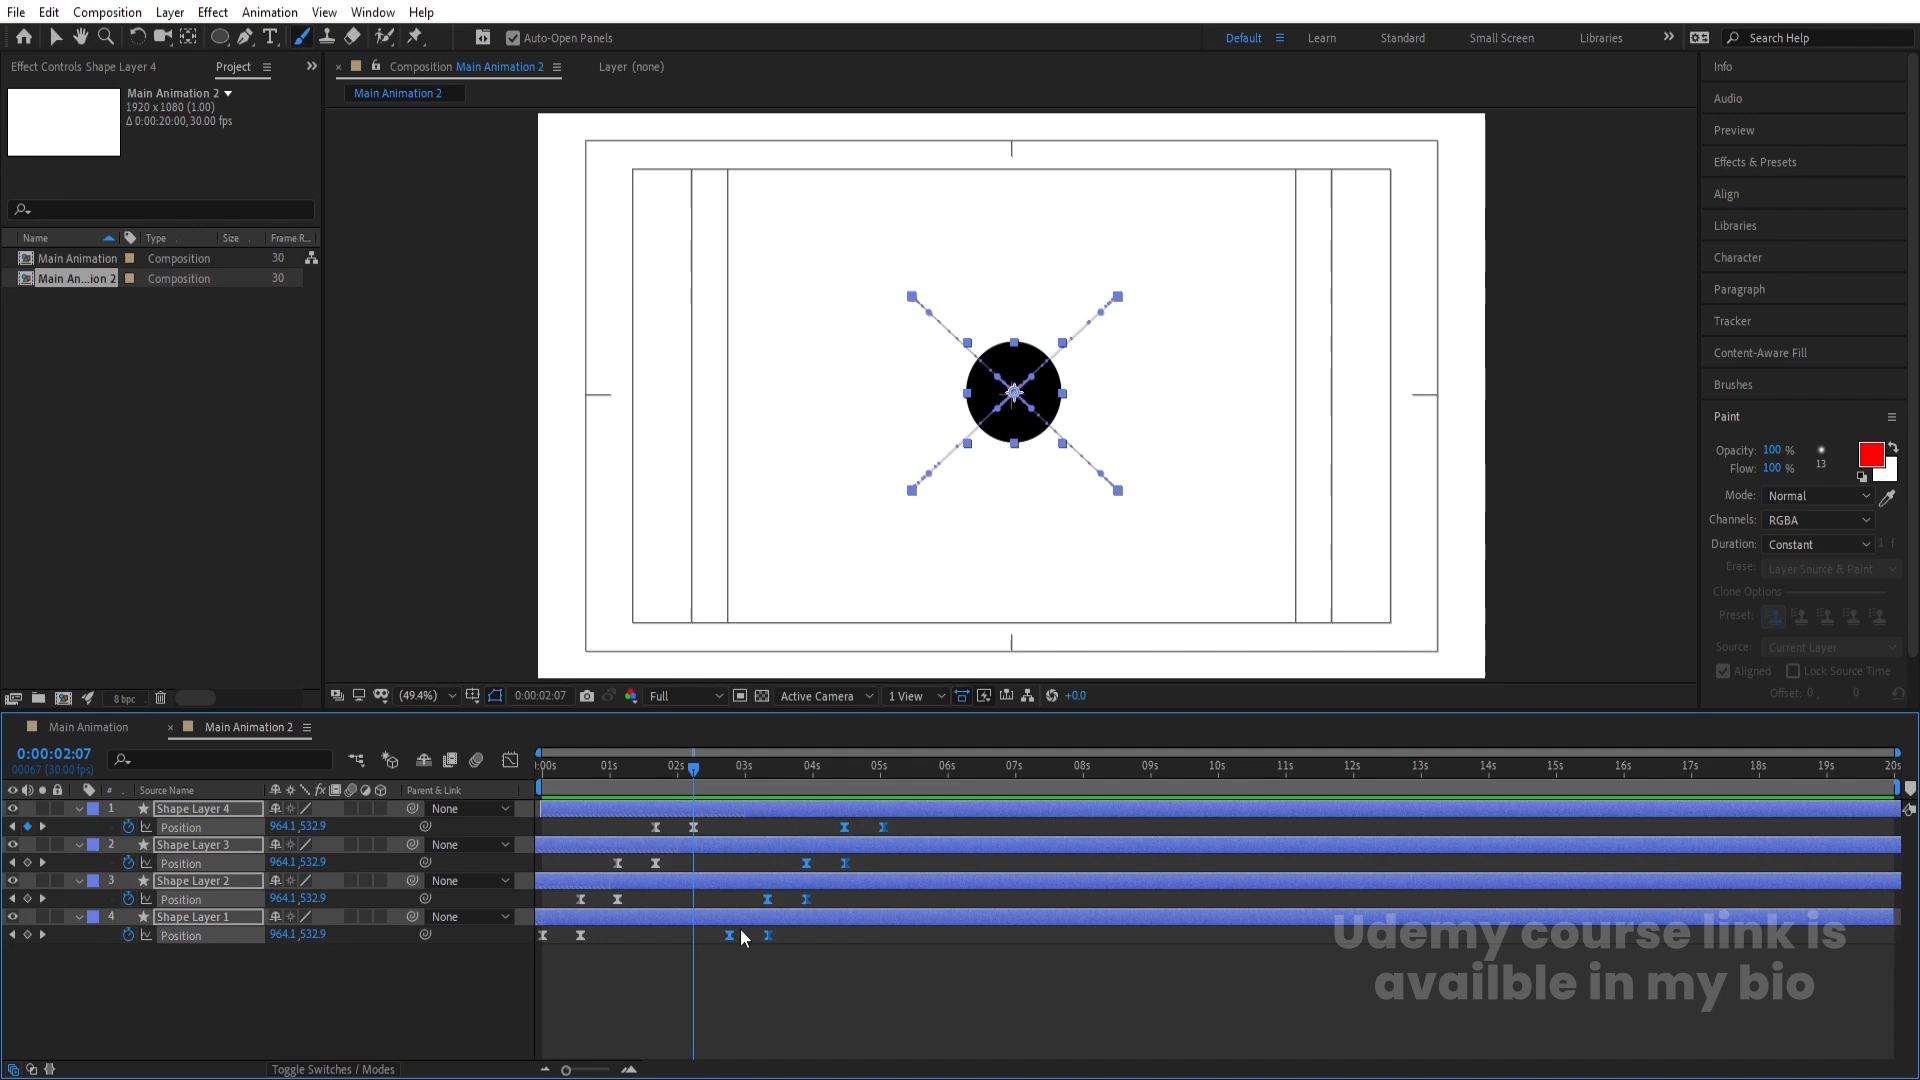 File Edit Composition Layer Effect Animation View Window Help
Auto-Open Panels
Default Learn Standard Small Screen Libraries Search Help
Effect Controls Shape Layer 4 Project
Composition Main Animation 2 Layer (none)
Main Animation 2
Main Animation 2
1920 x 1080 (1.00)
Δ 0:00:20:00, 30.00 fps
Name Type Size Frame R...
Main Animation Composition 30
Main An...ion 2 Composition 30
8 bpc
(49.4%) 0:00:02:07 Full Active Camera 1 View +0.0
Info
Audio
Preview
Effects & Presets
Align
Libraries
Character
Paragraph
Tracker
Content-Aware Fill
Brushes
Paint
Opacity: 100 %
Flow: 100 %
13
Mode: Normal
Channels: RGBA
Duration: Constant 1 f
Erase: Layer Source & Paint
Clone Options
Preset:
Source: Current Layer
Aligned Lock Source Time
Offset: 0 , 0
Main Animation Main Animation 2
0:00:02:07
00067 (30.00 fps)
:00s 01s 02s 03s 04s 05s 06s 07s 08s 09s 10s 11s 12s 13s 14s 15s 16s 17s 18s 19s 20s
# Source Name fx Parent & Link
1 Shape Layer 4 None
Position 964.1,532.9
2 Shape Layer 3 None
Position 964.1,532.9
3 Shape Layer 2 None
Position 964.1,532.9
4 Shape Layer 1 None
Position 964.1,532.9
Udemy course link is
availble in my bio
Toggle Switches / Modes